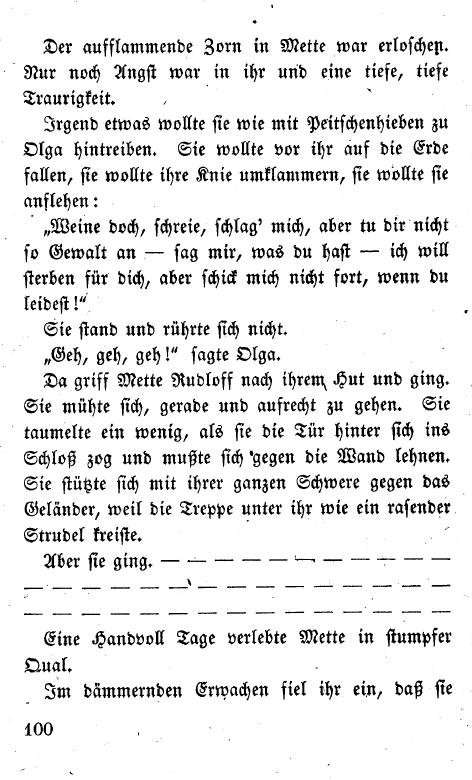 Der aufflammende Zorn in Mette war erloschen.
Nur noch Angst war in ihr und eine tiefe, tiefe
Traurigkeit.
Irgend etwas wollte sie wie mit Peitschenhieben zu
Olga hintreiben. Sie wollte vor ihr auf die Erde
fallen, sie wollte ihre Knie umklammern, sie wollte sie
anflehen:
„Weine doch, schreie, schlag’ mich, aber tu dir nicht
so Gewalt an — sag mir, was du hast — ich will
sterben für dich, aber schick mich nicht fort, wenn du
leidest!“
Sie stand und rührte sich nicht.
„Geh, geh, geh!“ sagte Olga.
Da griff Mette Rudloff nach ihrem Hut und ging.
Sie mühte sich, gerade und aufrecht zu gehen. Sie
taumelte ein wenig, als sie die Tür hinter sich ins
Schloß zog und mußte sich gegen die Wand lehnen.
Sie stützte sich mit ihrer ganzen Schwere gegen das
Geländer, weil die Treppe unter ihr wie ein rasender
Strudel kreiste.
Aber sie ging. — — — — — — — — — — —
— — — — — — — — — — — — — — — —
— — — — — — — — — — — — — — — —
Eine Handvoll Tage verlebte Mette in stumpfer
Qual.
Im dämmernden Erwachen fiel ihr ein, daß sie
100